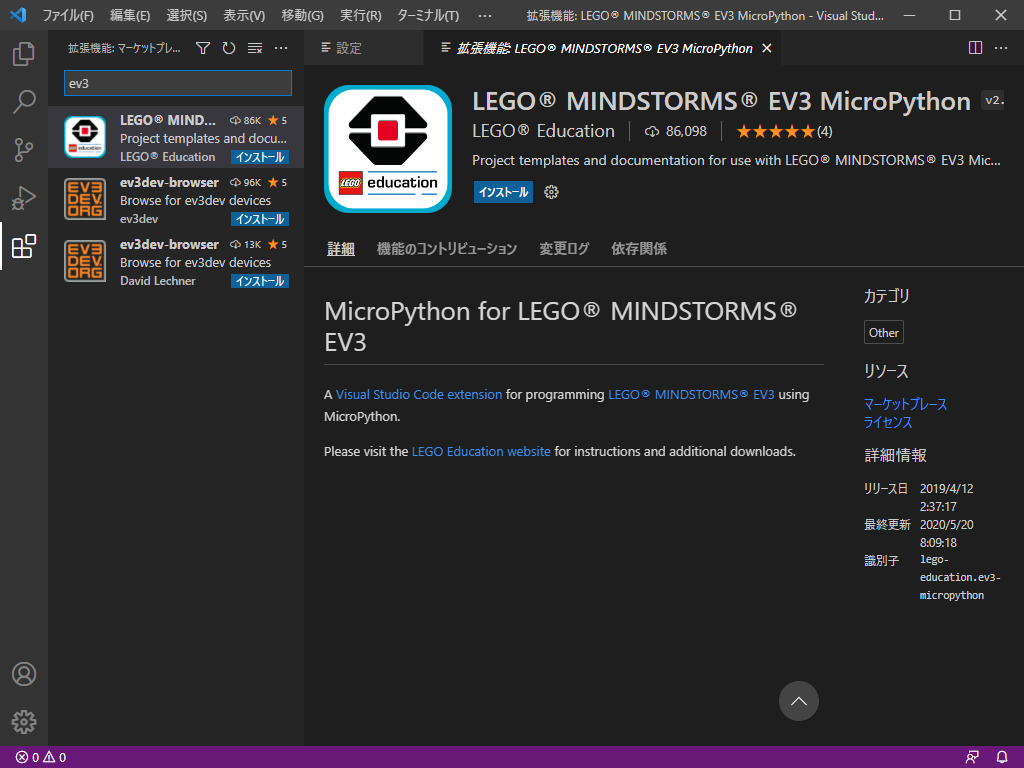 ファイル(F) 編集(E) 選択(S) 表示(V) 移動(G) 実行(R) ターミナル(T) ··· 拡張機能: LEGO® MINDSTORMS® EV3 MicroPython - Visual Stud...
拡張機能: マーケットプレ...
設定
拡張機能: LEGO® MINDSTORMS® EV3 MicroPython
ev3
LEGO® MIND... 86K ★ 5
Project templates and docu...
LEGO® Education インストール
ev3dev-browser 96K ★ 5
Browse for ev3dev devices
ev3dev インストール
ev3dev-browser 13K ★ 5
Browse for ev3dev devices
David Lechner インストール
EV3
DEV.
ORG
EV3
DEV.
ORG
LEGO education
LEGO® MINDSTORMS® EV3 MicroPython v2.
LEGO® Education 86,098 ★★★★★(4)
Project templates and documentation for use with LEGO® MINDSTORMS® EV3 Mic...
インストール
詳細 機能のコントリビューション 変更ログ 依存関係
MicroPython for LEGO® MINDSTORMS®
EV3
A Visual Studio Code extension for programming LEGO® MINDSTORMS® EV3 using
MicroPython.
Please visit the LEGO Education website for instructions and additional downloads.
カテゴリ
Other
リソース
マーケットプレース
ライセンス
詳細情報
リリース日 2019/4/12
2:37:17
最終更新 2020/5/20
8:09:18
識別子 lego-
education.ev3-
micropython
0 0